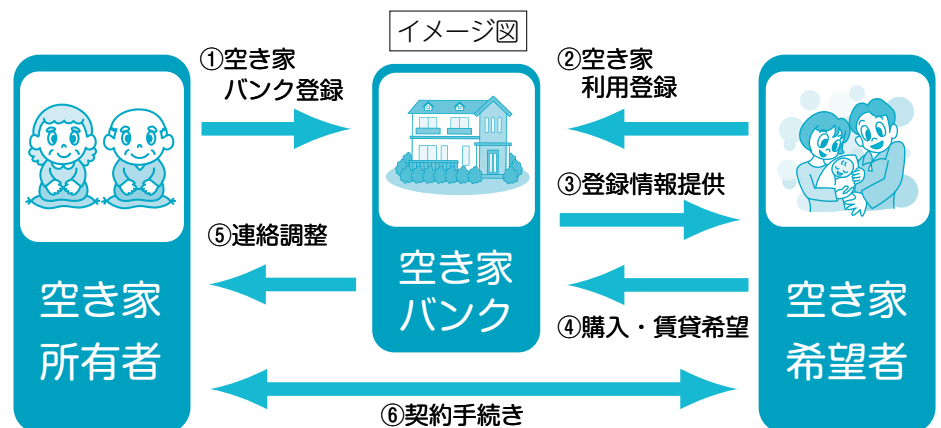 イメージ図
①空き家
バンク登録
②空き家
利用登録
③登録情報提供
⑤連絡調整
④購入・賃貸希望
空き家
所有者
空き家
バンク
空き家
希望者
⑥契約手続き